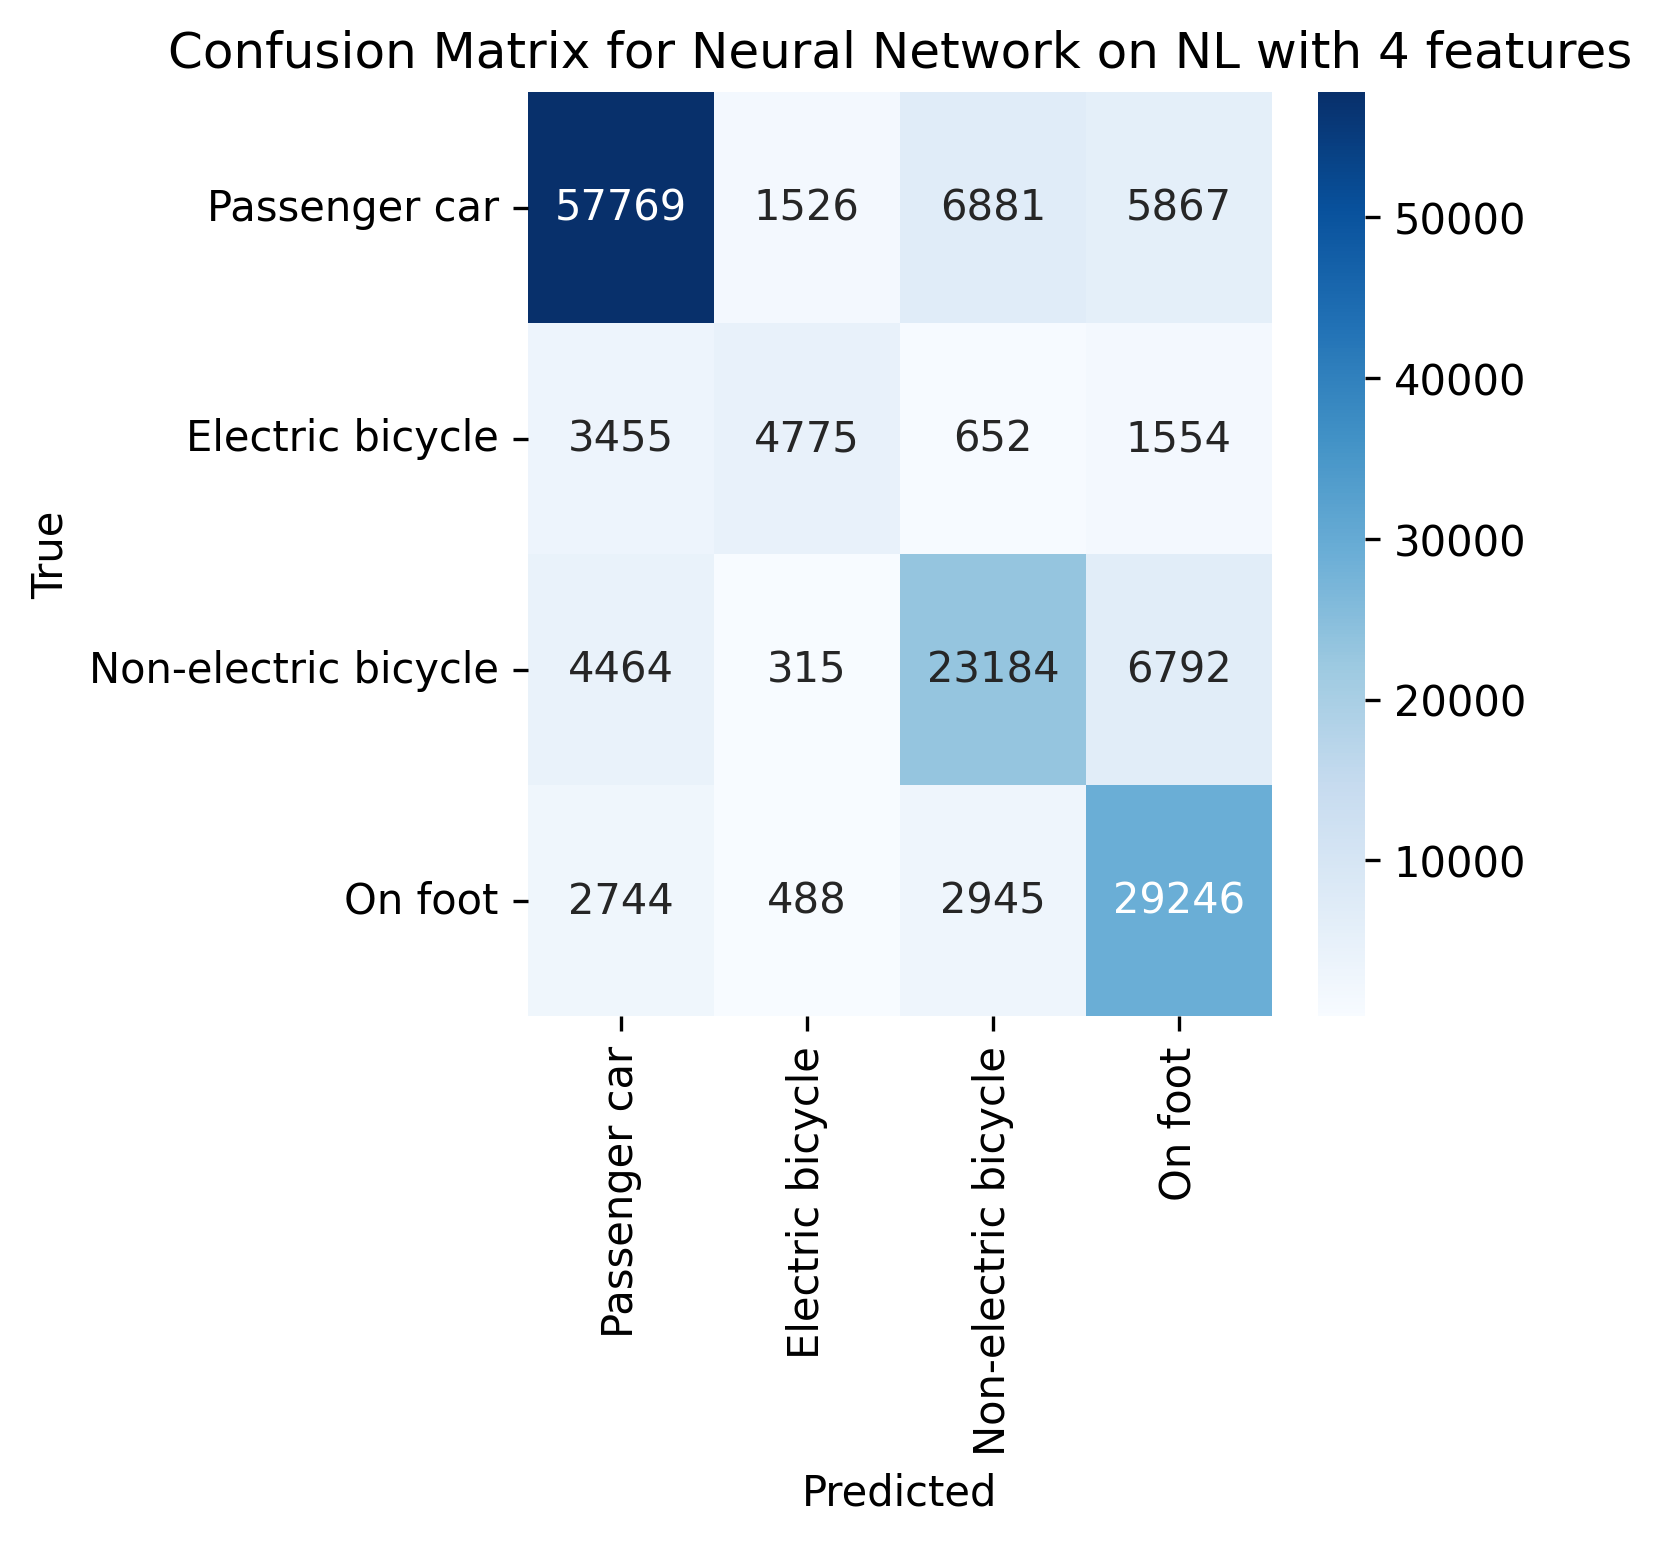 Confusion Matrix for Neural Network on NL with 4 features
True
Passenger car 57769 1526 6881 5867
Electric bicycle 3455 4775 652 1554
Non-electric bicycle 4464 315 23184 6792
On foot 2744 488 2945 29246
50000
40000
30000
20000
10000
Passenger car
Electric bicycle
Non-electric bicycle
On foot
Predicted